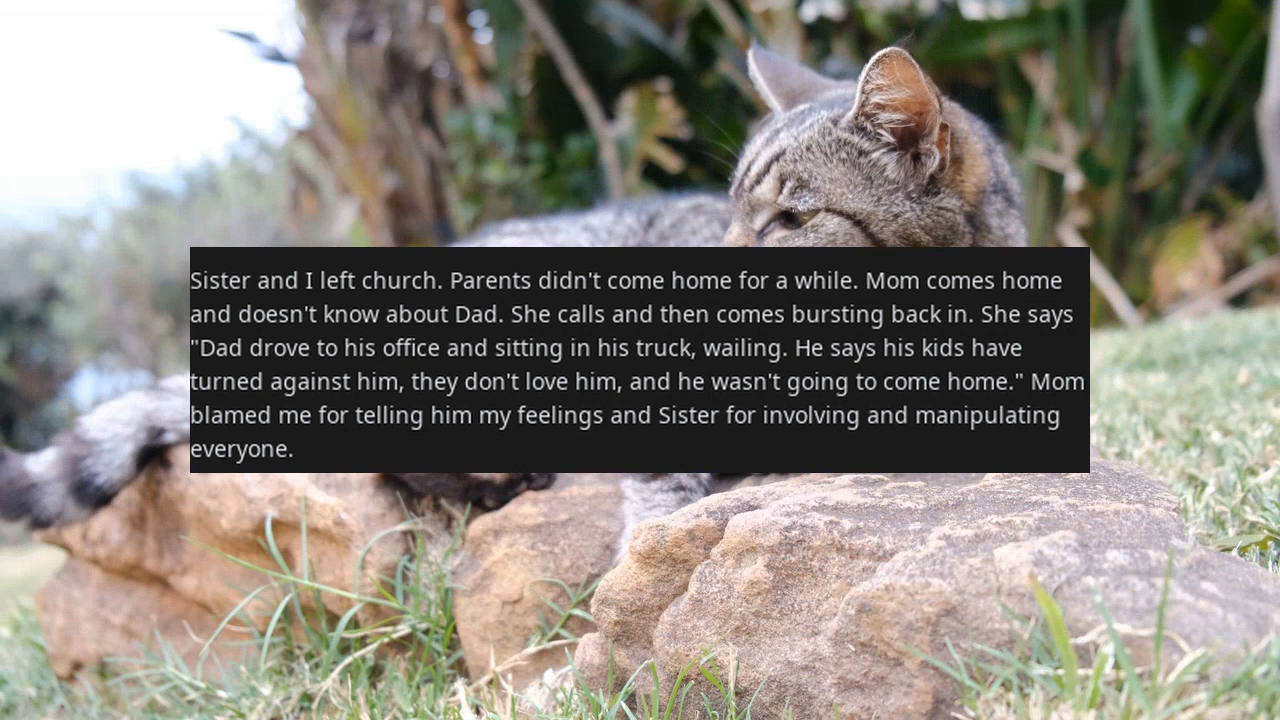 Sister and I left church. Parents didn't come home for a while. Mom comes home
and doesn't know about Dad. She calls and then comes bursting back in. She says
"Dad drove to his office and sitting in his truck, wailing. He says his kids have
turned against him, they don't love him, and he wasn't going to come home." Mom
blamed me for telling him my feelings and Sister for involving and manipulating
everyone.